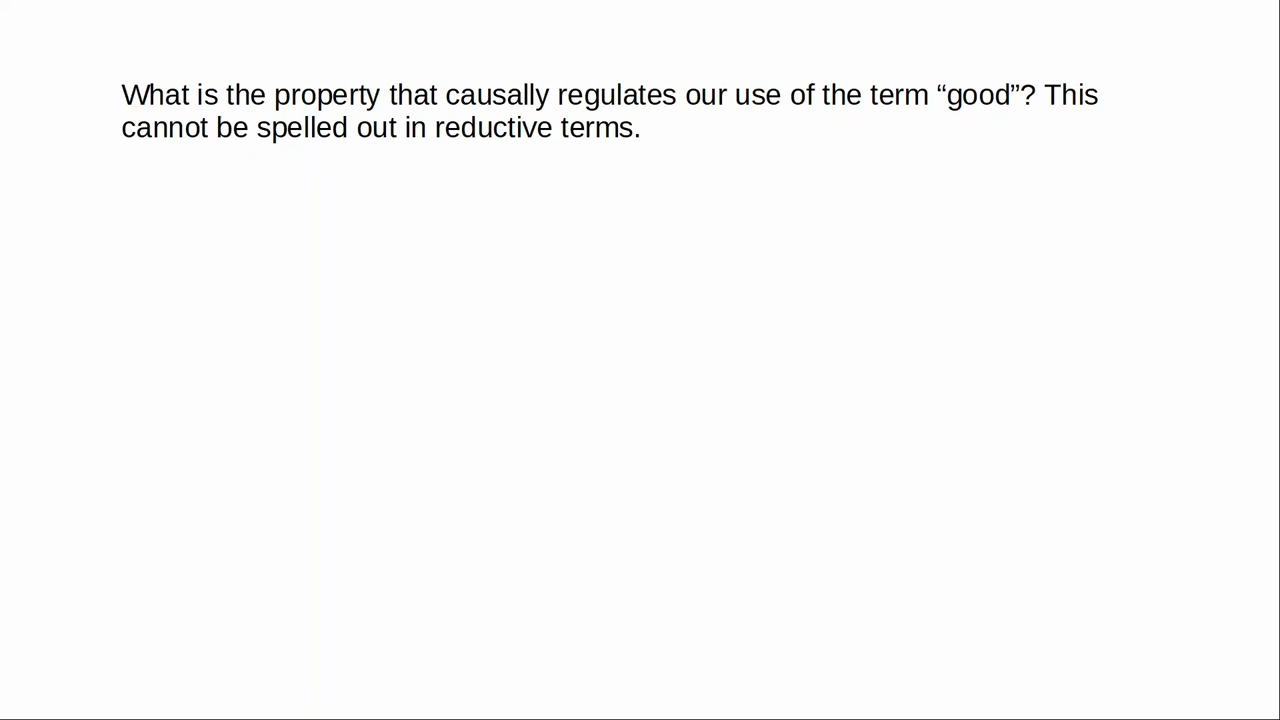 What is the property that causally regulates our use of the term “good”? This
cannot be spelled out in reductive terms.